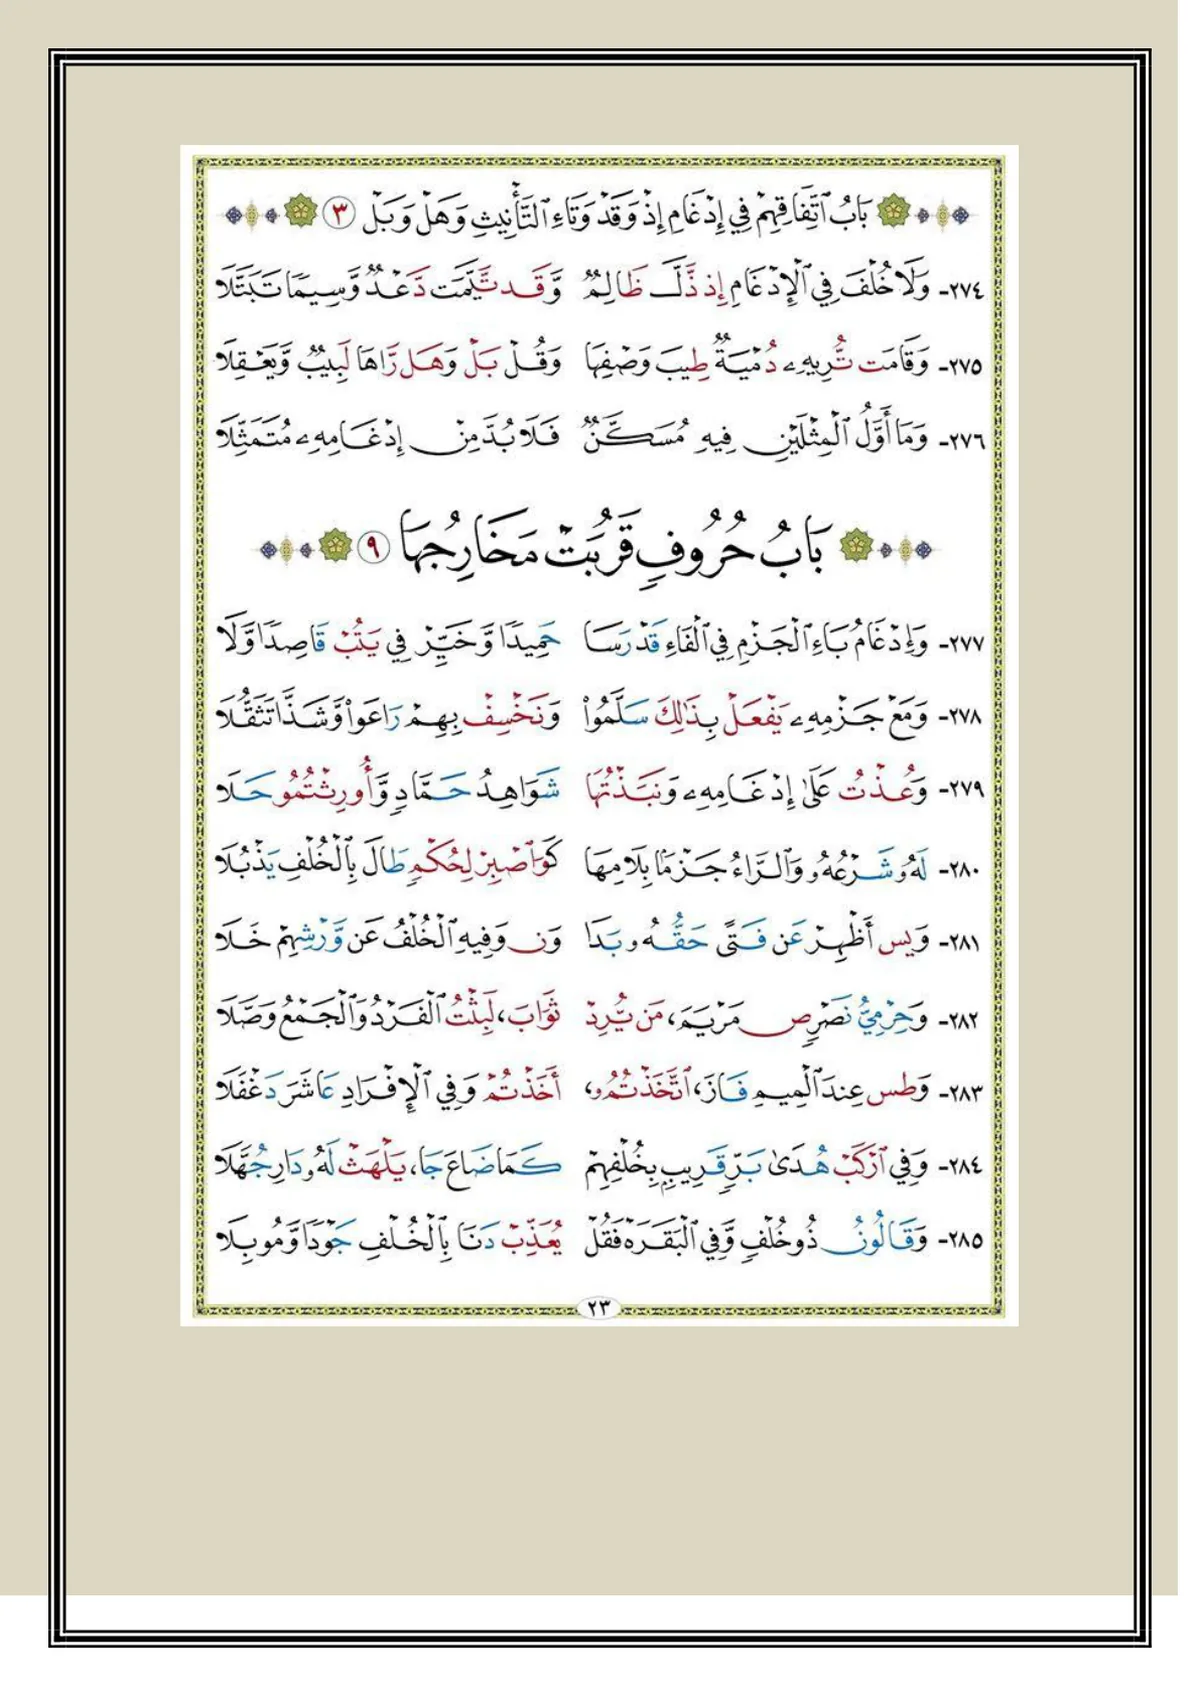 بَابُ ٱتِّفَاقِهِمْ فِي إِدْغَامِ إِذْ وَقَدْ وَتَاءِ التَّأْنِيثِ وَهَلْ وَبَلْ ٣
٢٧٤- وَلَا خُلْفَ فِي ٱلْإِدْغَامِ إِذ ذَّلَّ ظَالِمٌ وَّقَد تَّيَّمَت دَّعْدٌ وَّسِيمًا تَبَتَّلَا
٢٧٥- وَقَامَت تُّرِيهِۦ دُمْيَةٌ طِيبَ وَصْفِهَا وَقُلْ بَلْ وَهَل رَّاهَا لَبِيبٌ وَّيَعْقِلَا
٢٧٦- وَمَا أَوَّلُ ٱلْمِثْلَيْنِ فِيهِ مُسَكَّنٌ فَلَا بُدَّ مِنْ إِدْغَامِهِۦ مُتَمَثِّلَا
بَابُ حُرُوفٍ قَرُبَتْ مَخَارِجُهَا ٩
٢٧٧- وَإِدْغَامُ بَاءِ ٱلْجَزْمِ فِي ٱلْفَاءِ قَدْ رَسَا حَمِيدًا وَّخَيِّرْ فِي يَتُبْ قَاصِدًا وَّلَا
٢٧٨- وَمَعْ جَزْمِهِۦ يَفْعَلْ بِذَٰلِكَ سَلَّمُواْ وَنَخْسِفْ بِهِمْ رَاعَواْ وَّشَذَّا تَثَقُّلَا
٢٧٩- وَعُذْتُ عَلَىٰ إِدْغَامِهِۦ وَنَبَذْتُهَا شَوَاهِدُ حَمَّادٍ وَّأُورِثْتُمُو حَلَا
٢٨٠- لَهُۥ شَرْعُهُۥ وَٱلرَّاءُ جَزْمًا بِلَامِهَا كَوَٱصْبِرْ لِحُكْمِ طَالَ بِٱلْخُلْفِ يَذْبُلَا
٢٨١- وَيس أَظْهِرْ عَن فَتًى حَقُّهُۥ بَدَا وَن وَفِيهِ ٱلْخُلْفُ عَن وَّرْشِهِمْ خَلَا
٢٨٢- وَحِرْمِيُّ نَصْرٍ ص مَرْيَمَ، مَن يُّرِدْ ثَوَابَ، لَبِثْتُ ٱلْفَرْدُ وَٱلْجَمْعُ وَصَّلَا
٢٨٣- وَطس عِندَ ٱلْمِيمِ فَازَ، ٱتَّخَذْتُمُۥ، أَخَذْتُمْ وَفِي ٱلْإِفْرَادِ عَاشَرَ دَغْفَلَا
٢٨٤- وَفِي ٱرْكَبْ هُدَىٰ بَرٍّ قَرِيبٍ بِخُلْفِهِمْ كَمَا ضَاعَ جَا، يَلْهَثْ لَهُۥ دَارِ جُهَّلَا
٢٨٥- وَقَالُونُ ذُو خُلْفٍ وَّفِي ٱلْبَقَرَهْ فَقُلْ يُعَذِّبْ دَنَا بِٱلْخُلْفِ جَوْدًا وَّمُوبِلَا
٢٣